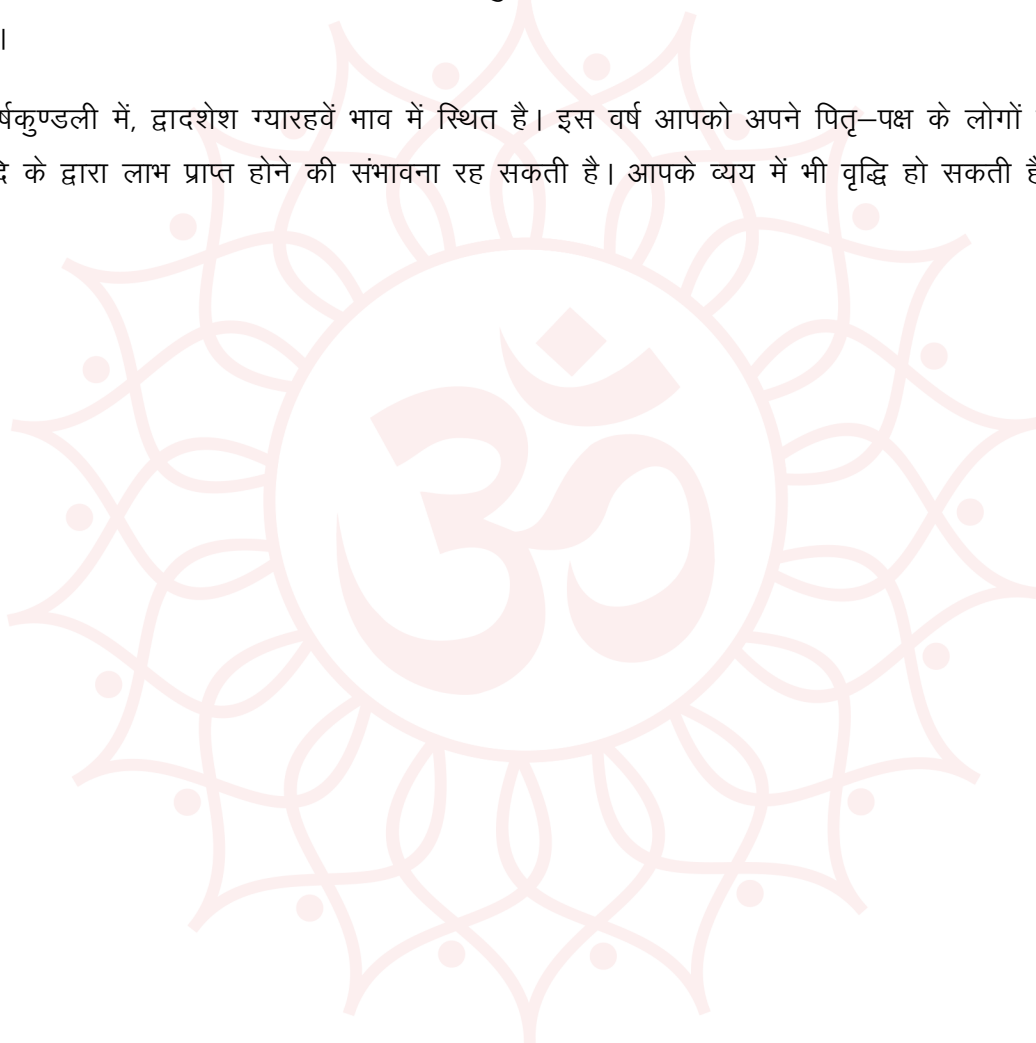 ।
र्षकुण्डली में, द्वादशेश ग्यारहवें भाव में स्थित है। इस वर्ष आपको अपने पितृ–पक्ष के लोगों
के द्वारा लाभ प्राप्त होने की संभावना रह सकती है। आपके व्यय में भी वृद्धि हो सकती है
ॐ